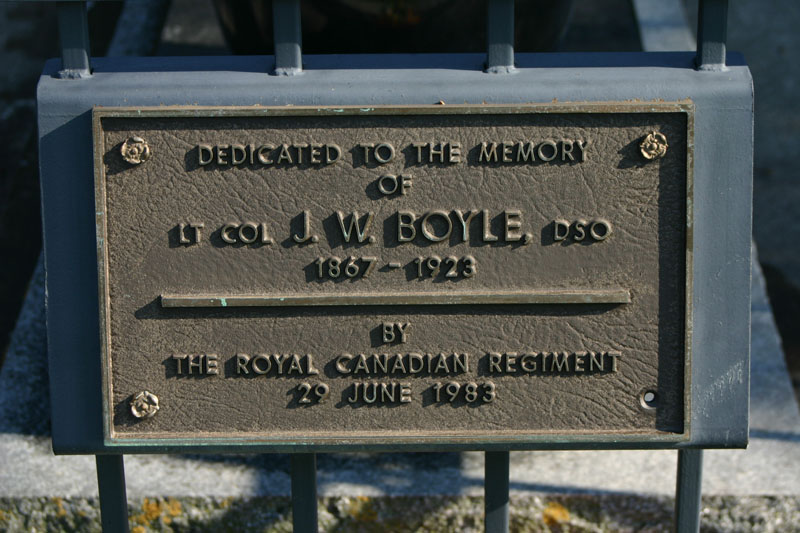 DEDICATED TO THE MEMORY
OF
LT COL J. W. BOYLE, DSO
1867 - 1923
BY
THE ROYAL CANADIAN REGIMENT
29 JUNE 1983